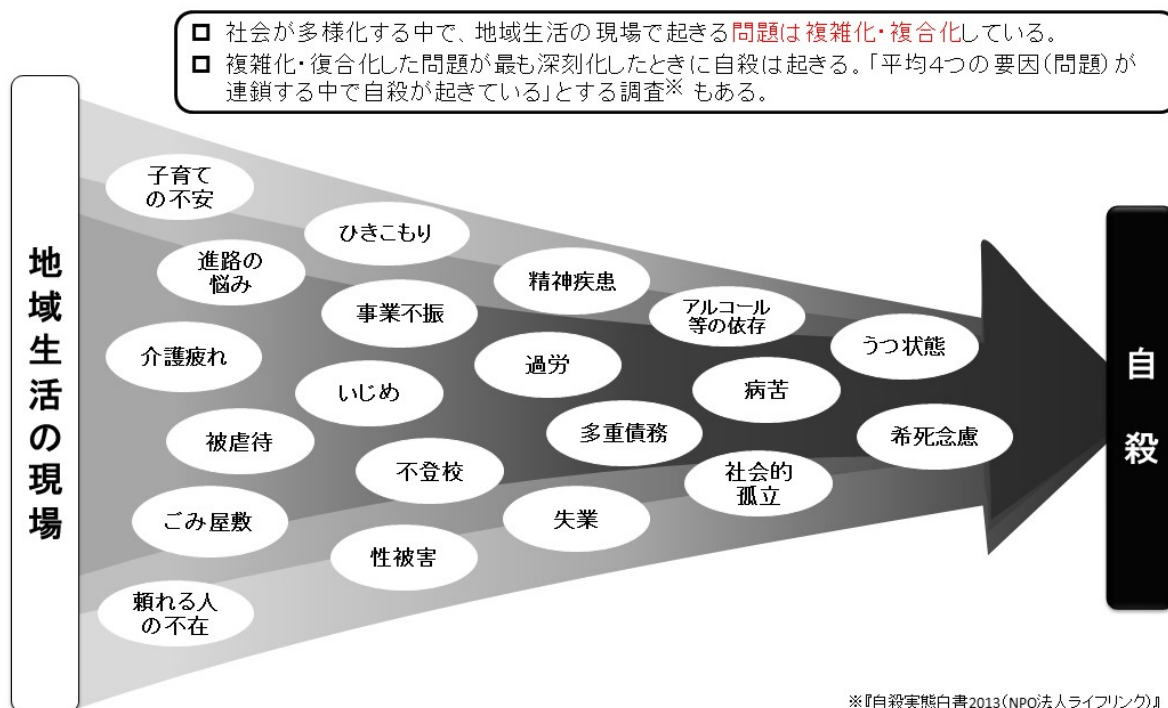 □ 社会が多様化する中で、地域生活の現場で起きる問題は複雑化・複合化している。
□ 複雑化・復合化した問題が最も深刻化したときに自殺は起きる。「平均4つの要因(問題)が
連鎖する中で自殺が起きている」とする調査※ もある。
地域生活の現場
子育て
の不安
ひきこもり
進路の
悩み
精神疾患
事業不振
アルコール
等の依存
うつ状態
介護疲れ
過労
いじめ
病苦
被虐待
多重債務
希死念慮
不登校
社会的
孤立
ごみ屋敷
失業
性被害
頼れる人
の不在
自殺
※『自殺実態白書2013(NPO法人ライフリンク)』